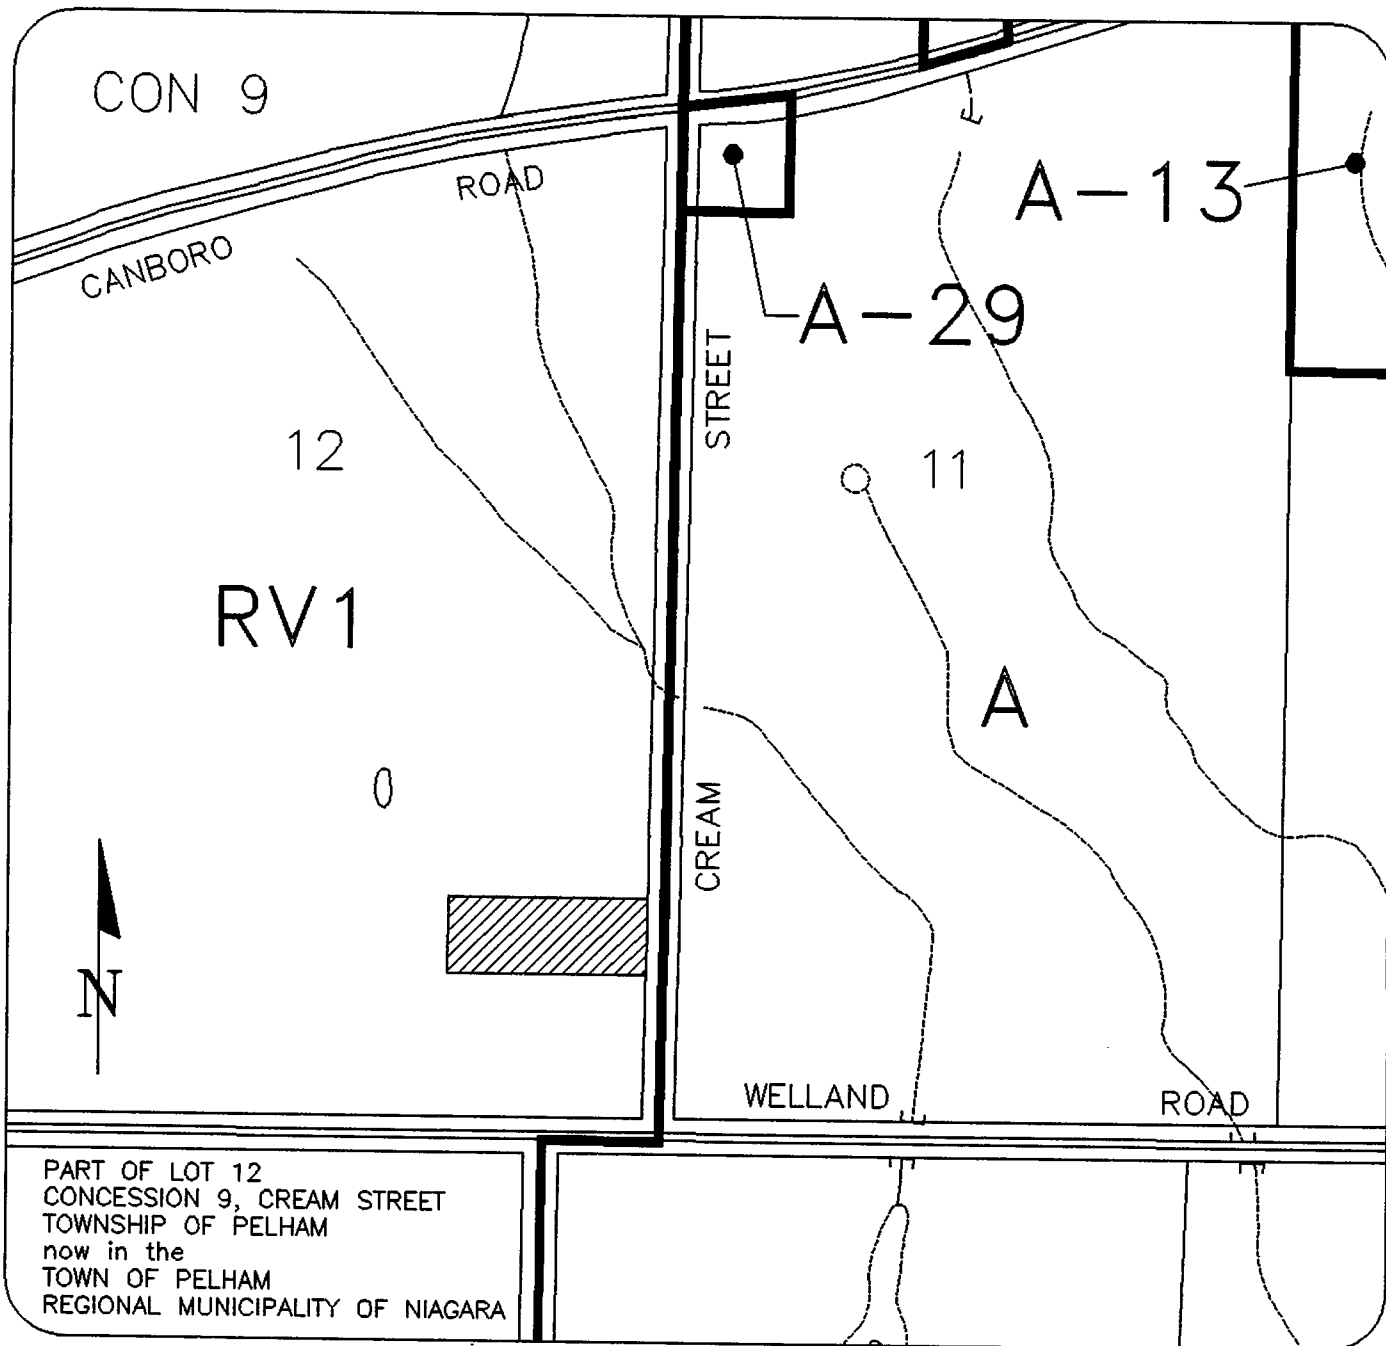 CON 9
ROAD
CANBORO
A-13
A-29
STREET
12
11
RV1
A
CREAM
N
WELLAND
ROAD
PART OF LOT 12
CONCESSION 9, CREAM STREET
TOWNSHIP OF PELHAM
now in the
TOWN OF PELHAM
REGIONAL MUNICIPALITY OF NIAGARA